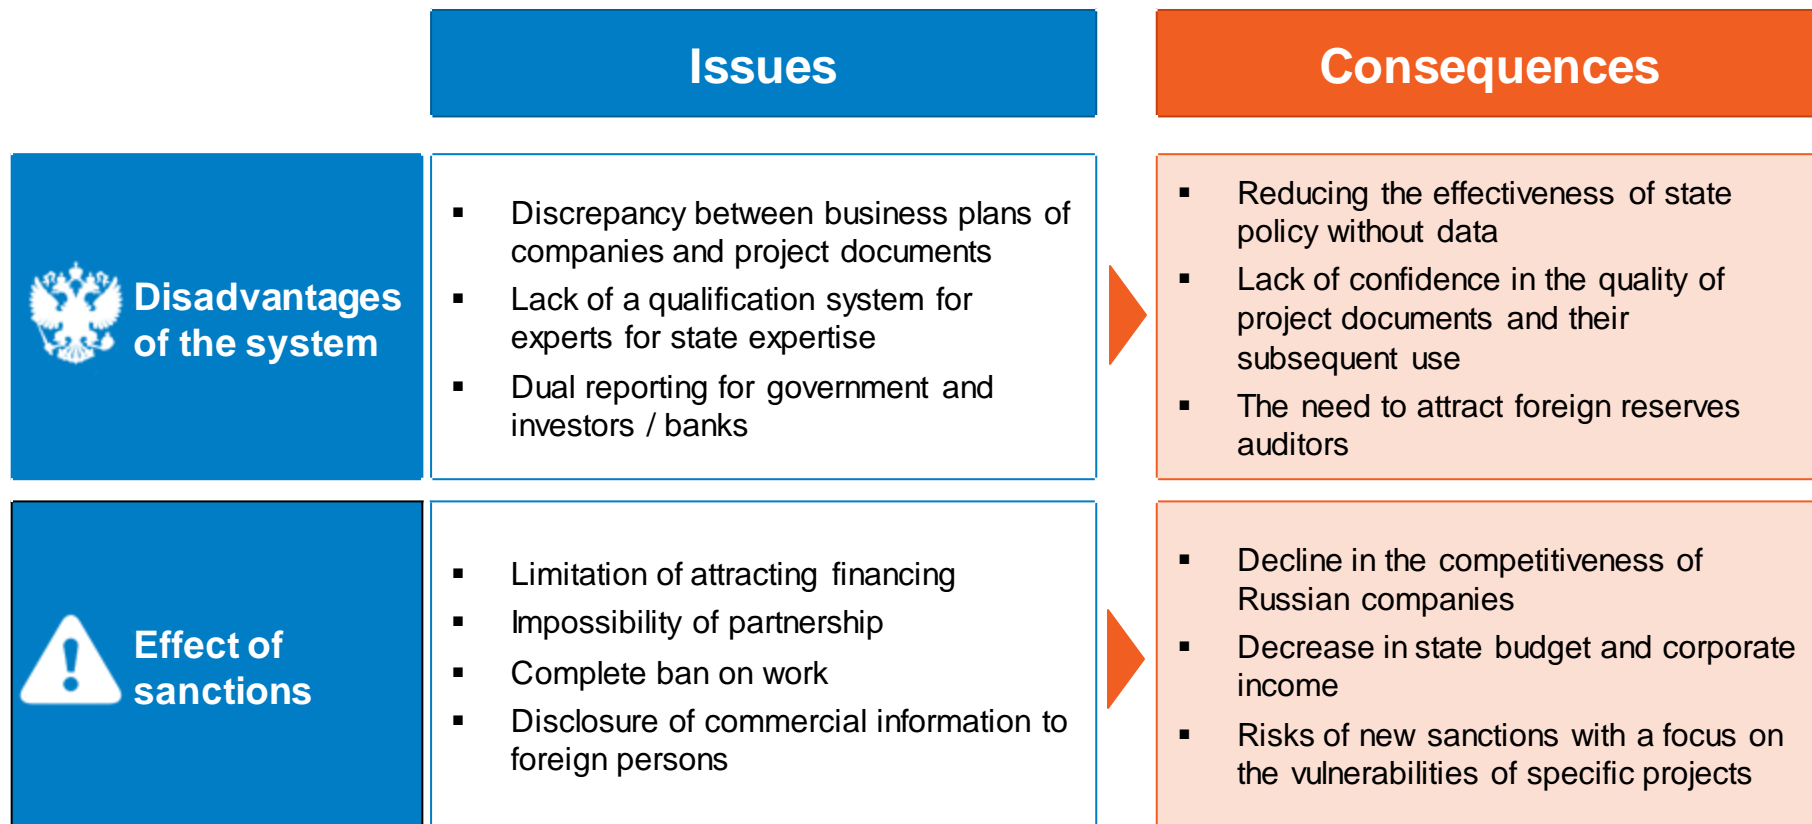 Issues
Consequences
Disadvantages
of the system
▪ Discrepancy between business plans of
companies and project documents
▪ Lack of a qualification system for
experts for state expertise
▪ Dual reporting for government and
investors / banks
▪ Reducing the effectiveness of state
policy without data
▪ Lack of confidence in the quality of
project documents and their
subsequent use
▪ The need to attract foreign reserves
auditors
Effect of
sanctions
▪ Limitation of attracting financing
▪ Impossibility of partnership
▪ Complete ban on work
▪ Disclosure of commercial information to
foreign persons
▪ Decline in the competitiveness of
Russian companies
▪ Decrease in state budget and corporate
income
▪ Risks of new sanctions with a focus on
the vulnerabilities of specific projects